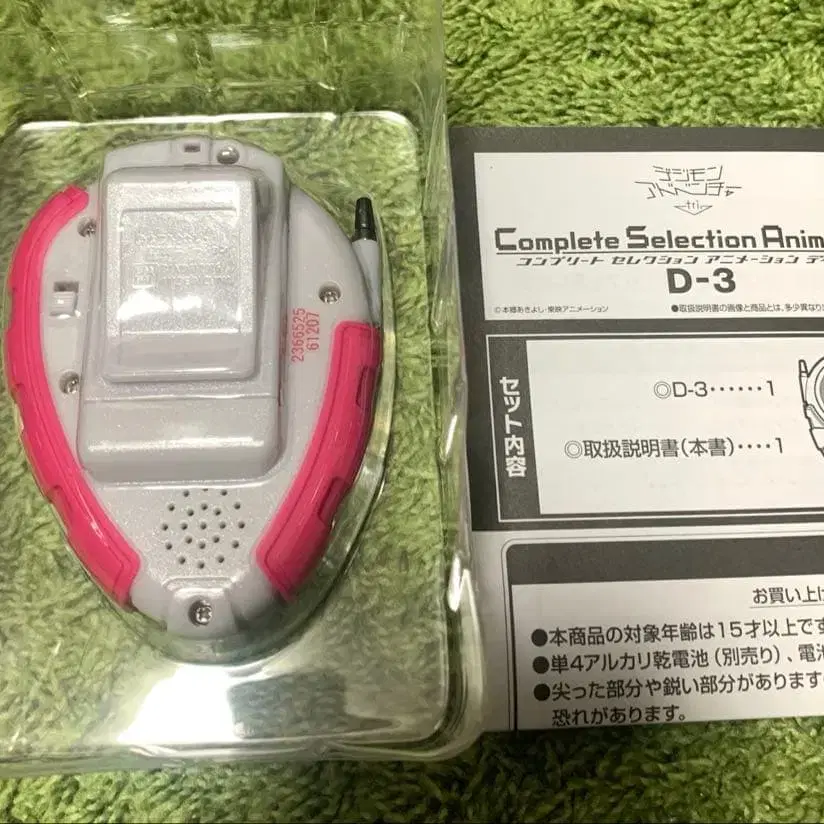 2366525
61207
デジモン
アドベンチャー
tri.
Complete Selection Anim
コンプリート セレクション アニメーション デ
D-3
©本郷あきよし・東映アニメーション
●取扱説明書の画像と商品とは、多少異なり
セット内容
◎D-3‥‥‥1
◎取扱説明書(本書)‥‥1
お買い上げ
●本商品の対象年齢は15才以上です
●単4アルカリ乾電池(別売り)、電池
●尖った部分や鋭い部分があります
恐れがあります。